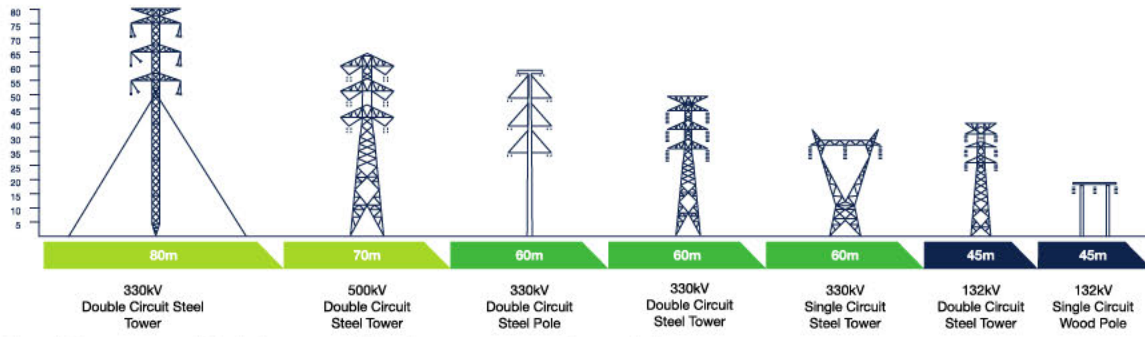 80
75
70
65
60
55
50
45
40
35
30
25
20
15
10
5
80m
70m
60m
60m
60m
45m
45m
330kV
Double Circuit Steel
Tower
500kV
Double Circuit
Steel Tower
330kV
Double Circuit
Steel Pole
330kV
Double Circuit
Steel Tower
330kV
Single Circuit
Steel Tower
132kV
Double Circuit
Steel Tower
132kV
Single Circuit
Wood Pole